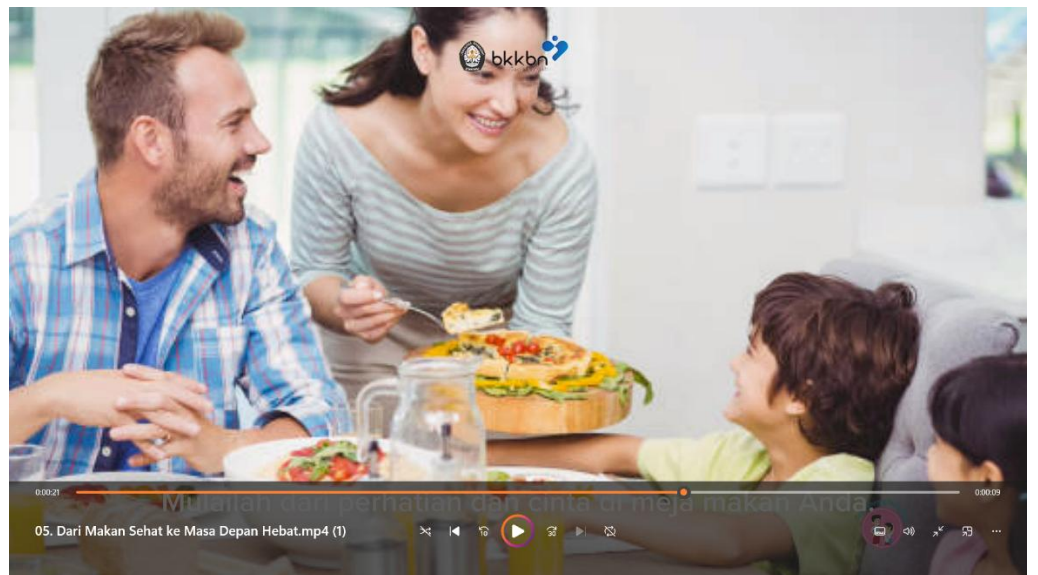 bkkbn
0:00:21
0:00:09
Mulailah dari perhatian dan cinta di meja makan Anda.
05. Dari Makan Sehat ke Masa Depan Hebat.mp4 (1)